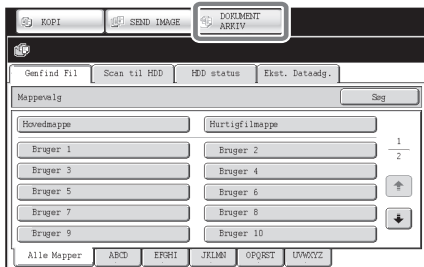 KOPI SEND IMAGE DOKUMENT ARKIV
Genfind Fil Scan til HDD HDD status Ekst. Dataadg.
Mappevalg Søg
Hovedmappe Hurtigfilmappe
Bruger 1 Bruger 2
Bruger 3 Bruger 4
Bruger 5 Bruger 6
Bruger 7 Bruger 8
Bruger 9 Bruger 10
1
2
Alle Mapper ABCD EFGHI JKLMN OPQRST UVWXYZ